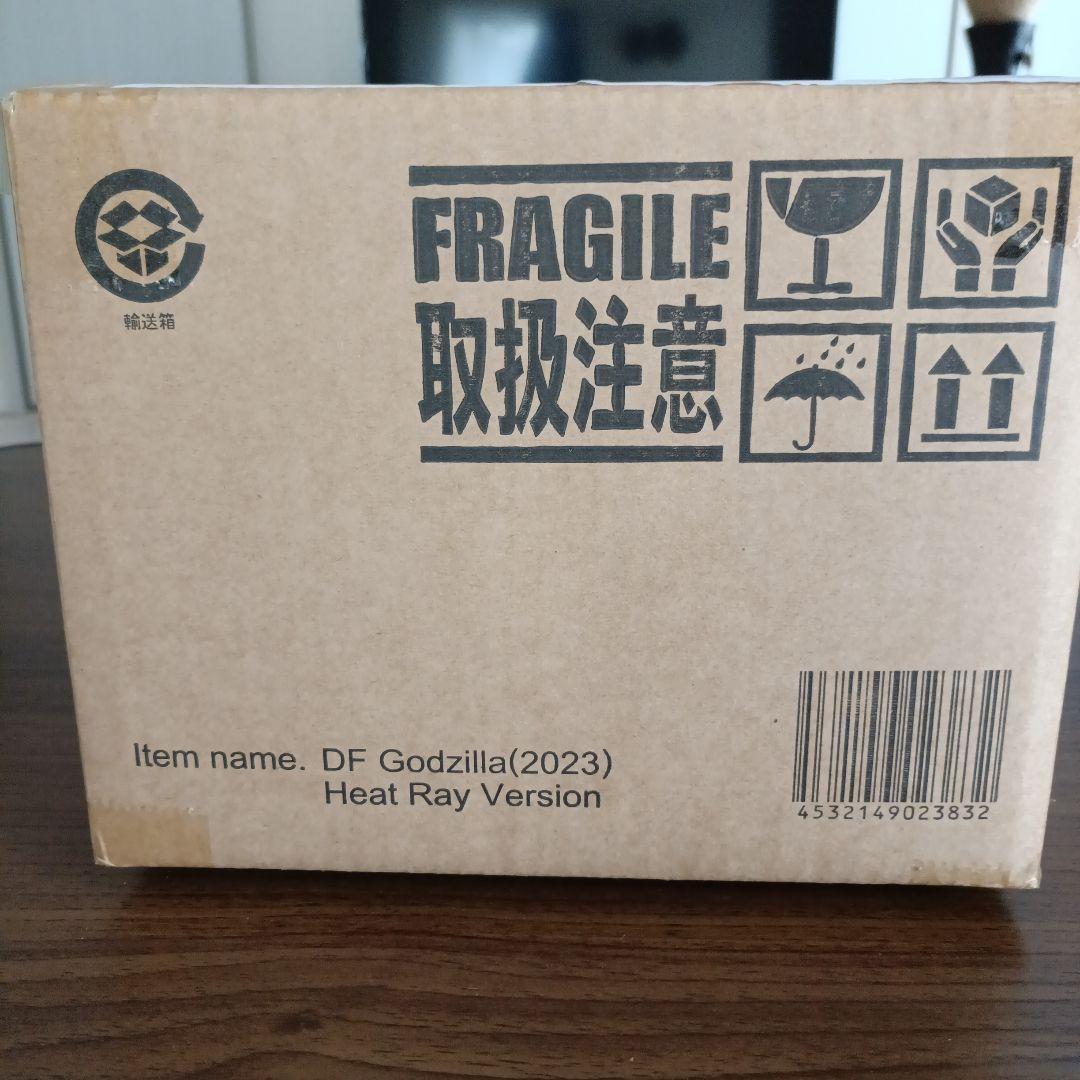 輸送箱
FRAGILE
取扱注意
Item name. DF Godzilla(2023)
Heat Ray Version
4532149023832